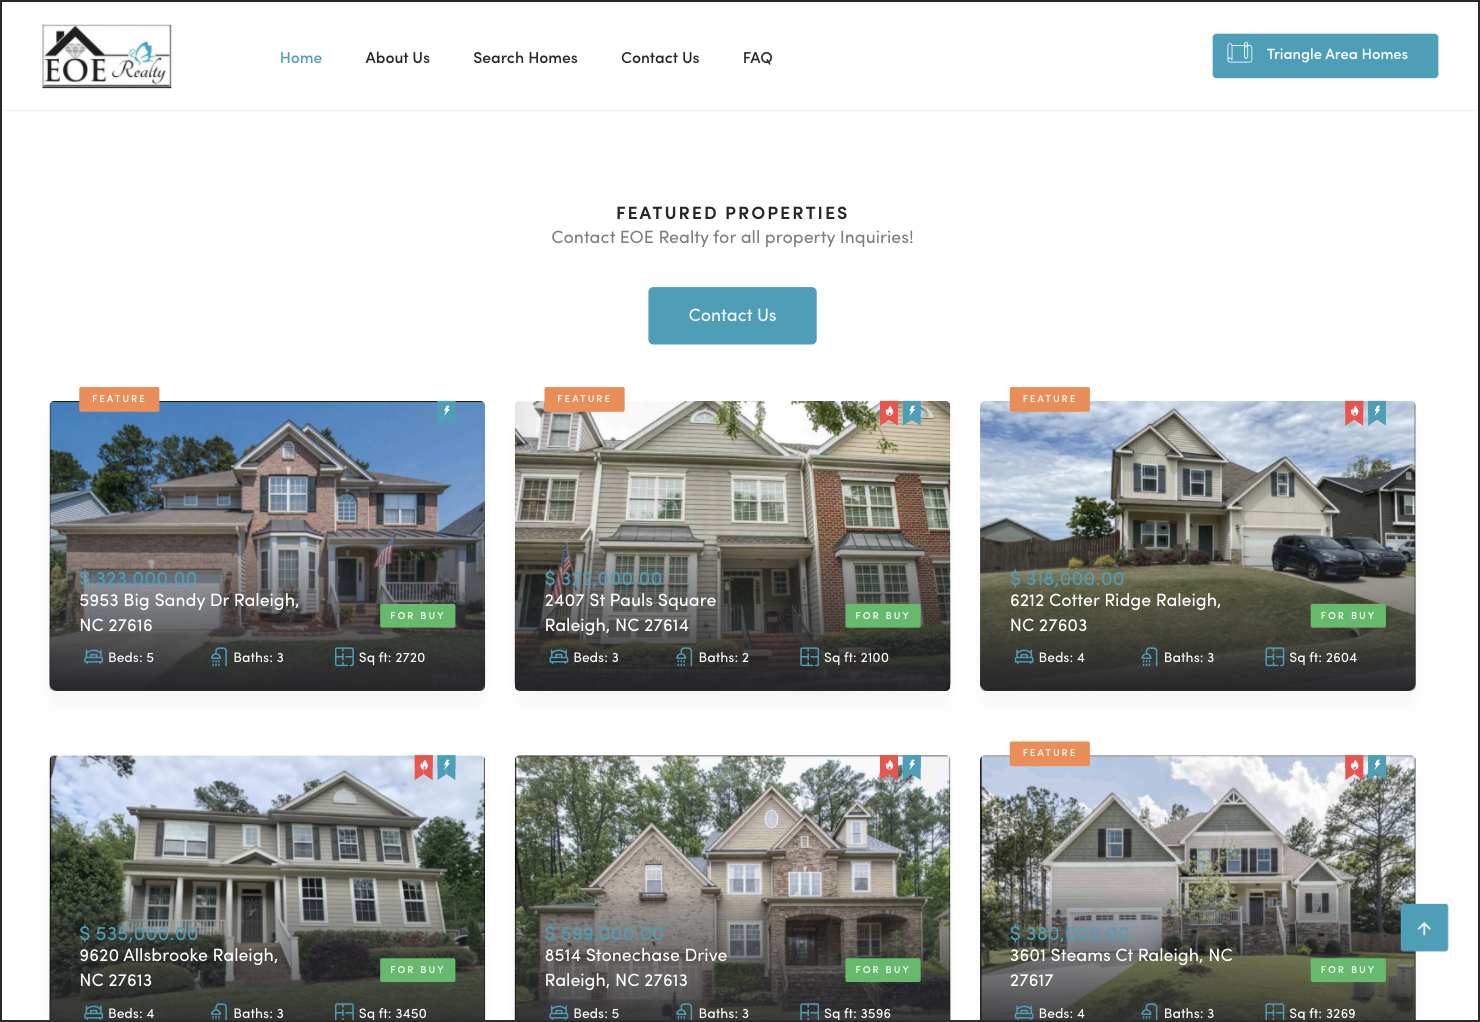 EOE Realty
Home
About Us
Search Homes
Contact Us
FAQ
Triangle Area Homes
FEATURED PROPERTIES
Contact EOE Realty for all property Inquiries!
Contact Us
FEATURE
$ 323,000.00
5953 Big Sandy Dr Raleigh,
NC 27616
FOR BUY
Beds: 5
Baths: 3
Sq ft: 2720
FEATURE
$ 322,000.00
2407 St Pauls Square
Raleigh, NC 27614
FOR BUY
Beds: 3
Baths: 2
Sq ft: 2100
FEATURE
$ 318,000.00
6212 Cotter Ridge Raleigh,
NC 27603
FOR BUY
Beds: 4
Baths: 3
Sq ft: 2604
$ 535,000.00
9620 Allsbrooke Raleigh,
NC 27613
FOR BUY
Beds: 4
Baths: 3
Sq ft: 3450
$ 599,000.00
8514 Stonechase Drive
Raleigh, NC 27613
FOR BUY
Beds: 5
Baths: 3
Sq ft: 3596
FEATURE
$ 380,000.00
3601 Steams Ct Raleigh, NC
27617
FOR BUY
Beds: 4
Baths: 3
Sq ft: 3269